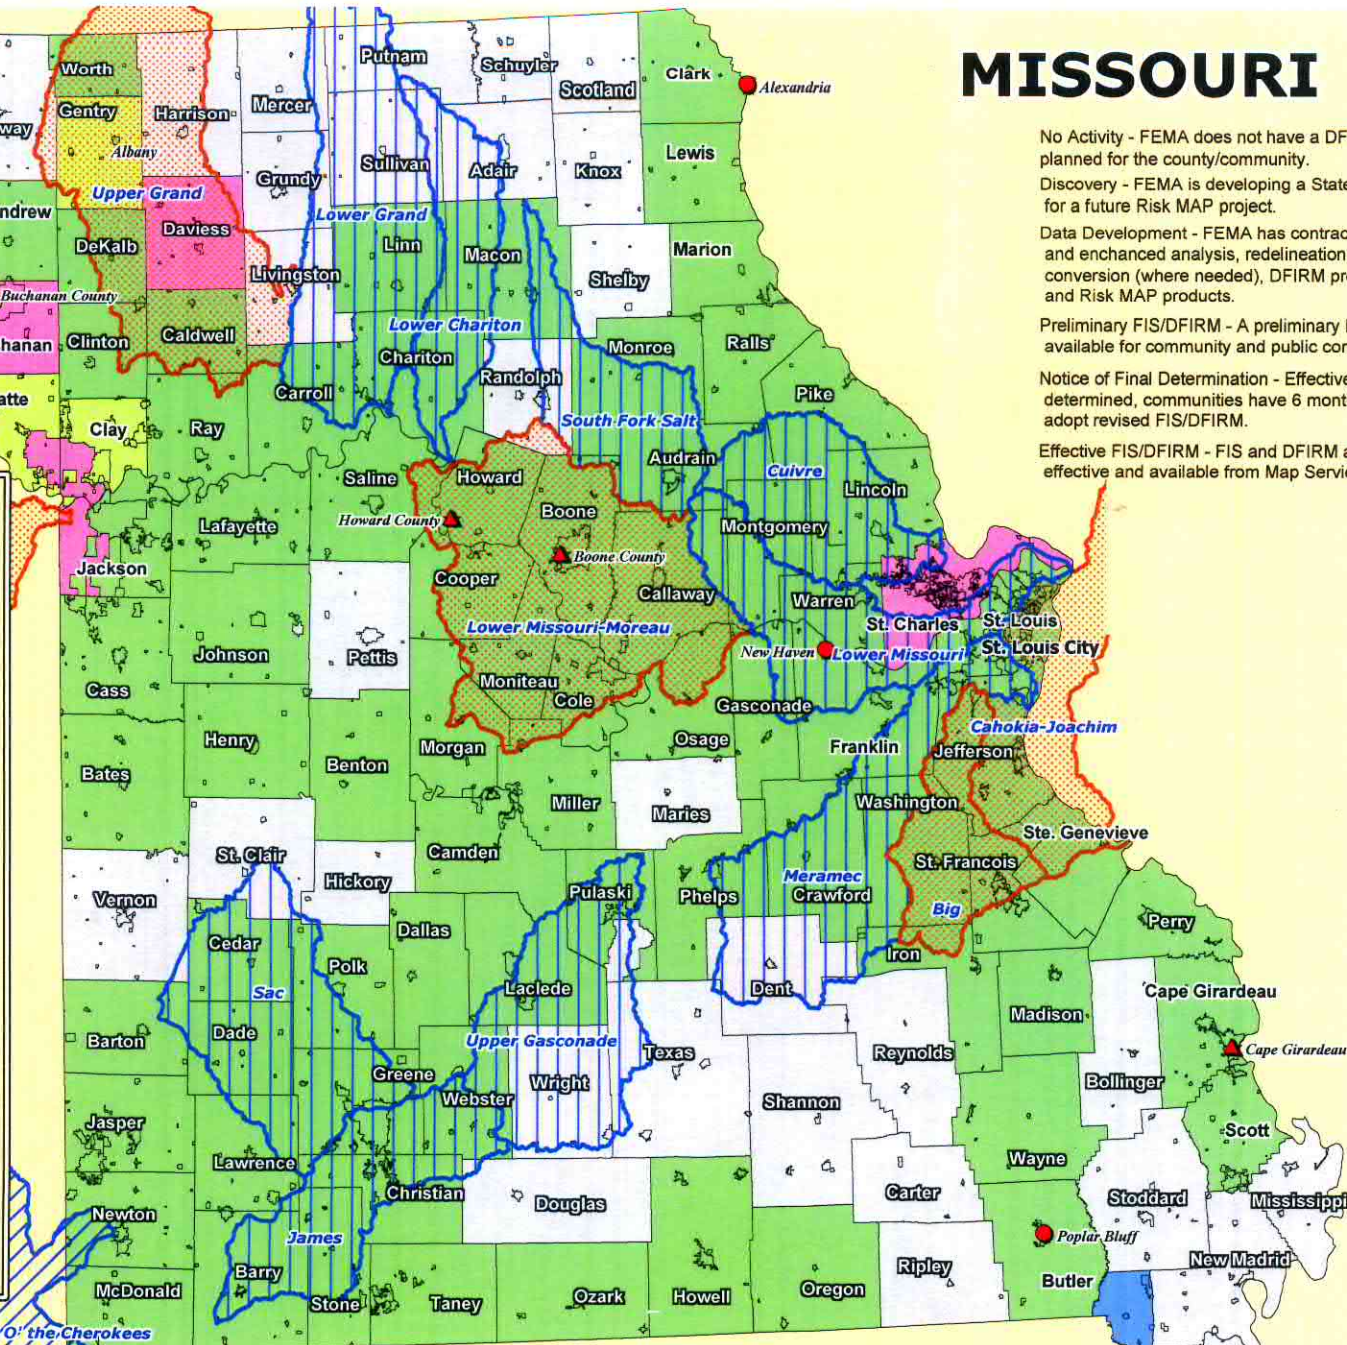 MISSOURI
No Activity - FEMA does not have a DF
planned for the county/community.
Discovery - FEMA is developing a State
for a future Risk MAP project.
Data Development - FEMA has contrac
and enchanced analysis, redelineation
conversion (where needed), DFIRM pr
and Risk MAP products.
Preliminary FIS/DFIRM - A preliminary
available for community and public con
Notice of Final Determination - Effective
determined, communities have 6 mont
adopt revised FIS/DFIRM.
Effective FIS/DFIRM - FIS and DFIRM a
effective and available from Map Servi
Worth
Putnam
Schuyler
Scotland
Clark
Alexandria
Gentry
Harrison
Mercer
way
Albany
Sullivan
Adair
Knox
Lewis
Upper Grand
Grundy
ndrew
Daviess
Lower Grand
DeKalb
Linn
Macon
Marion
Livingston
Shelby
Buchanan County
Lower Chariton
hanan
Clinton
Caldwell
Chariton
Monroe
Ralls
Randolph
atte
Carroll
Pike
Clay
Ray
South Fork Salt
Audrain
Cuivre
Saline
Howard
Lincoln
Lafayette
Howard County
Boone
Montgomery
Jackson
Boone County
Cooper
Callaway
Warren
St. Charles
St. Louis
Lower Missouri-Moreau
Johnson
Pettis
New Haven
Lower Missouri
St. Louis City
Cass
Moniteau
Cole
Gasconade
Henry
Morgan
Osage
Franklin
Cahokia-Joachim
Jefferson
Bates
Benton
Miller
Maries
Washington
Ste. Genevieve
St. Clair
Camden
St. Francois
Hickory
Vernon
Pulaski
Phelps
Meramec
Crawford
Big
Cedar
Dallas
Perry
Polk
Iron
Sac
Laclede
Dent
Cape Girardeau
Dade
Madison
Barton
Upper Gasconade
Texas
Reynolds
Cape Girardeau
Greene
Wright
Bollinger
Webster
Shannon
Jasper
Scott
Lawrence
Wayne
Christian
Carter
Douglas
Stoddard
Mississippi
Newton
James
Poplar Bluff
Barry
Ripley
New Madrid
McDonald
Stone
Taney
Ozark
Howell
Oregon
Butler
O' the Cherokees